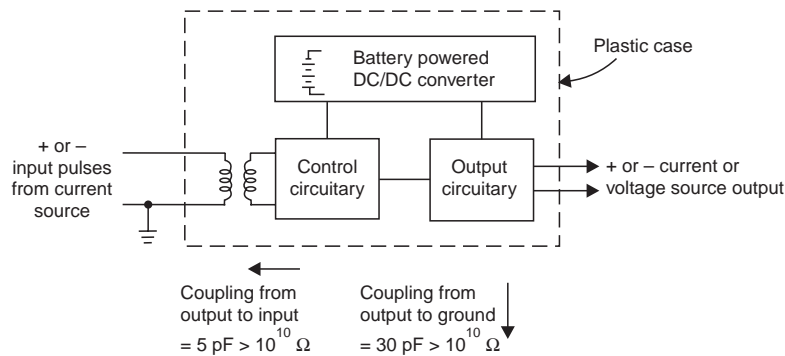 Battery powered
DC/DC converter
Plastic case
+ or –
input pulses
from current
source
Control
circuitary
Output
circuitary
+ or – current or
voltage source output
Coupling from
output to input
= 5 pF > 10^10 Ω
Coupling from
output to ground
= 30 pF > 10^10 Ω